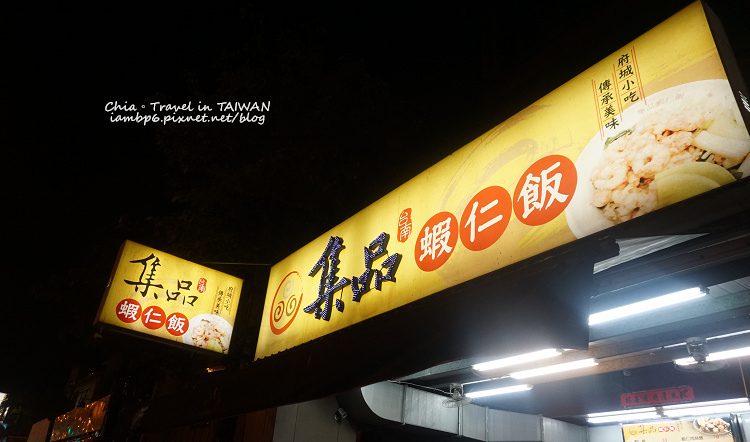 Chia。Travel in TAIWAN
iambp6.pixnet.net/blog
府城小吃
傳承美味
集品
台南
蝦仁飯
集品
台南
蝦仁飯
府城小吃
傳承美味
集品